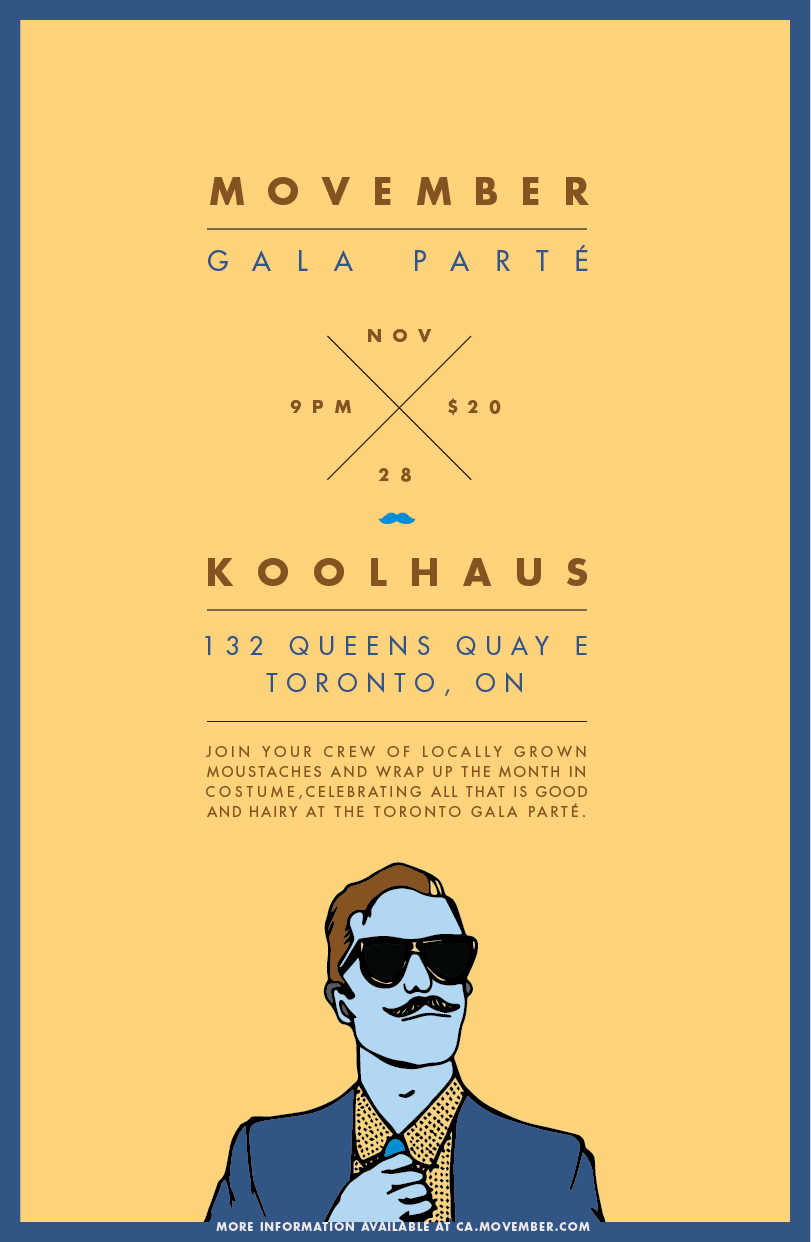 MOVEMBER
GALA PARTÉ
NOV
9PM $20
28
KOOLHAUS
132 QUEENS QUAY E
TORONTO, ON
JOIN YOUR CREW OF LOCALLY GROWN
MOUSTACHES AND WRAP UP THE MONTH IN
COSTUME,CELEBRATING ALL THAT IS GOOD
AND HAIRY AT THE TORONTO GALA PARTÉ.
MORE INFORMATION AVAILABLE AT CA.MOVEMBER.COM